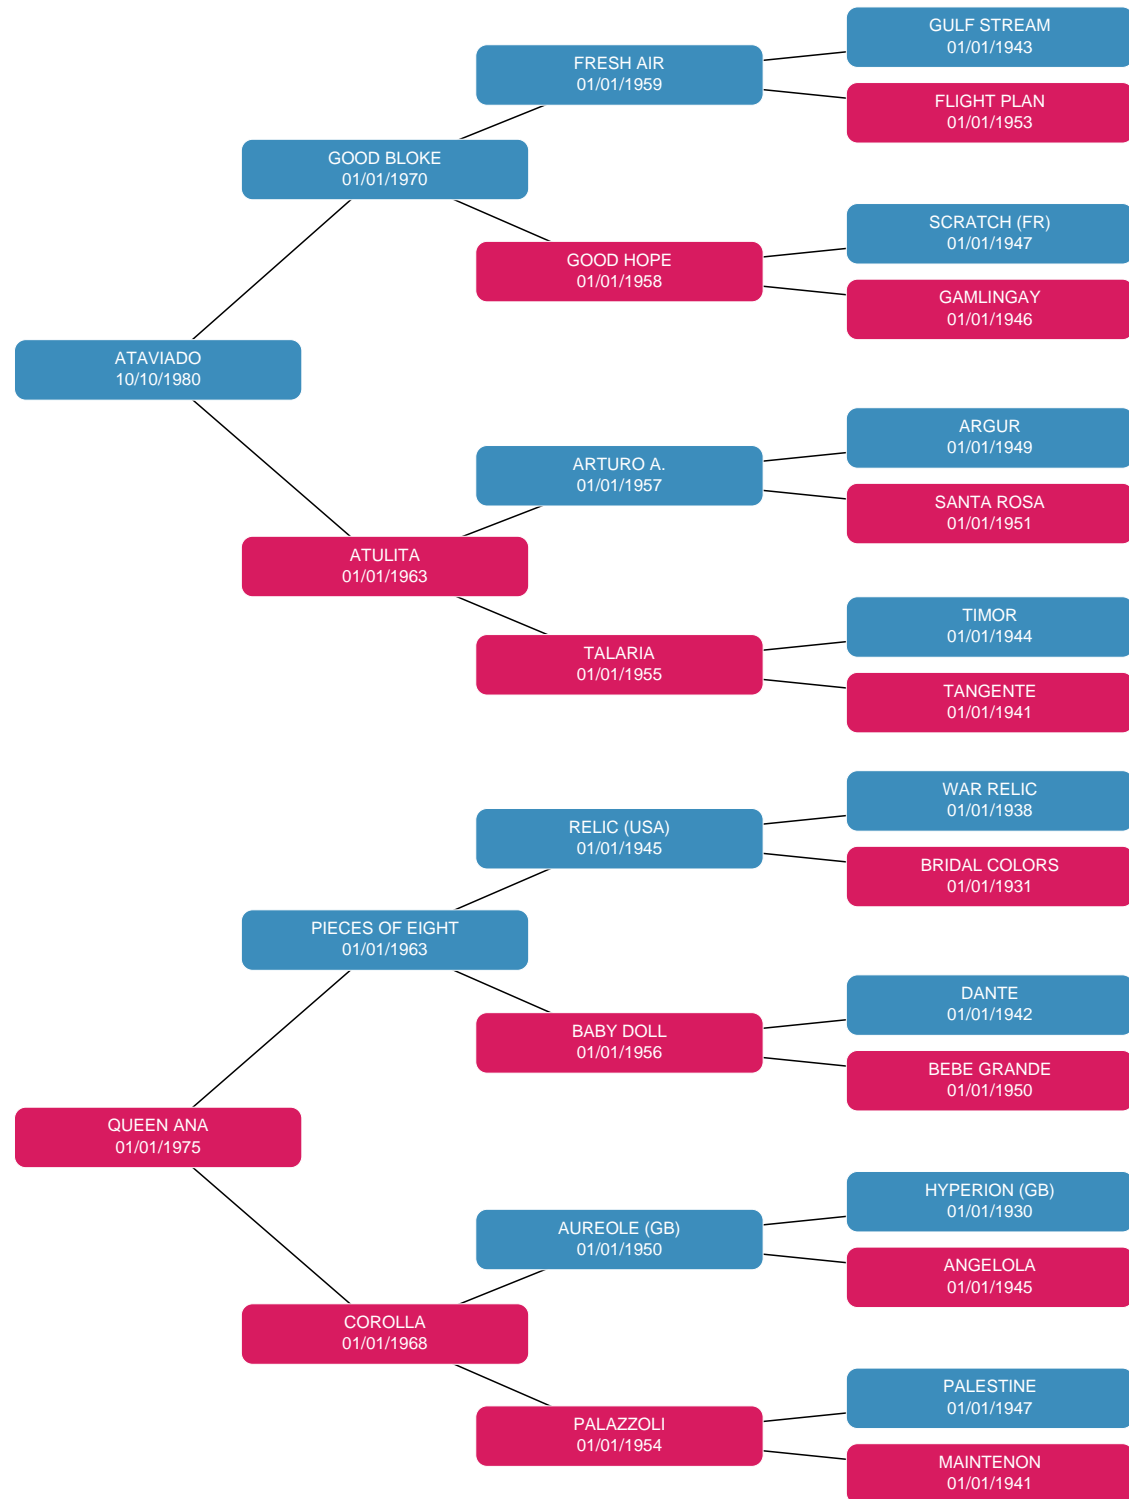 GULF STREAM
01/01/1943
FRESH AIR
01/01/1959
FLIGHT PLAN
01/01/1953
GOOD BLOKE
01/01/1970
SCRATCH (FR)
01/01/1947
GOOD HOPE
01/01/1958
GAMLINGAY
01/01/1946
ATAVIADO
10/10/1980
ARGUR
01/01/1949
ARTURO A.
01/01/1957
SANTA ROSA
01/01/1951
ATULITA
01/01/1963
TIMOR
01/01/1944
TALARIA
01/01/1955
TANGENTE
01/01/1941
WAR RELIC
01/01/1938
RELIC (USA)
01/01/1945
BRIDAL COLORS
01/01/1931
PIECES OF EIGHT
01/01/1963
DANTE
01/01/1942
BABY DOLL
01/01/1956
BEBE GRANDE
01/01/1950
QUEEN ANA
01/01/1975
HYPERION (GB)
01/01/1930
AUREOLE (GB)
01/01/1950
ANGELOLA
01/01/1945
COROLLA
01/01/1968
PALESTINE
01/01/1947
PALAZZOLI
01/01/1954
MAINTENON
01/01/1941